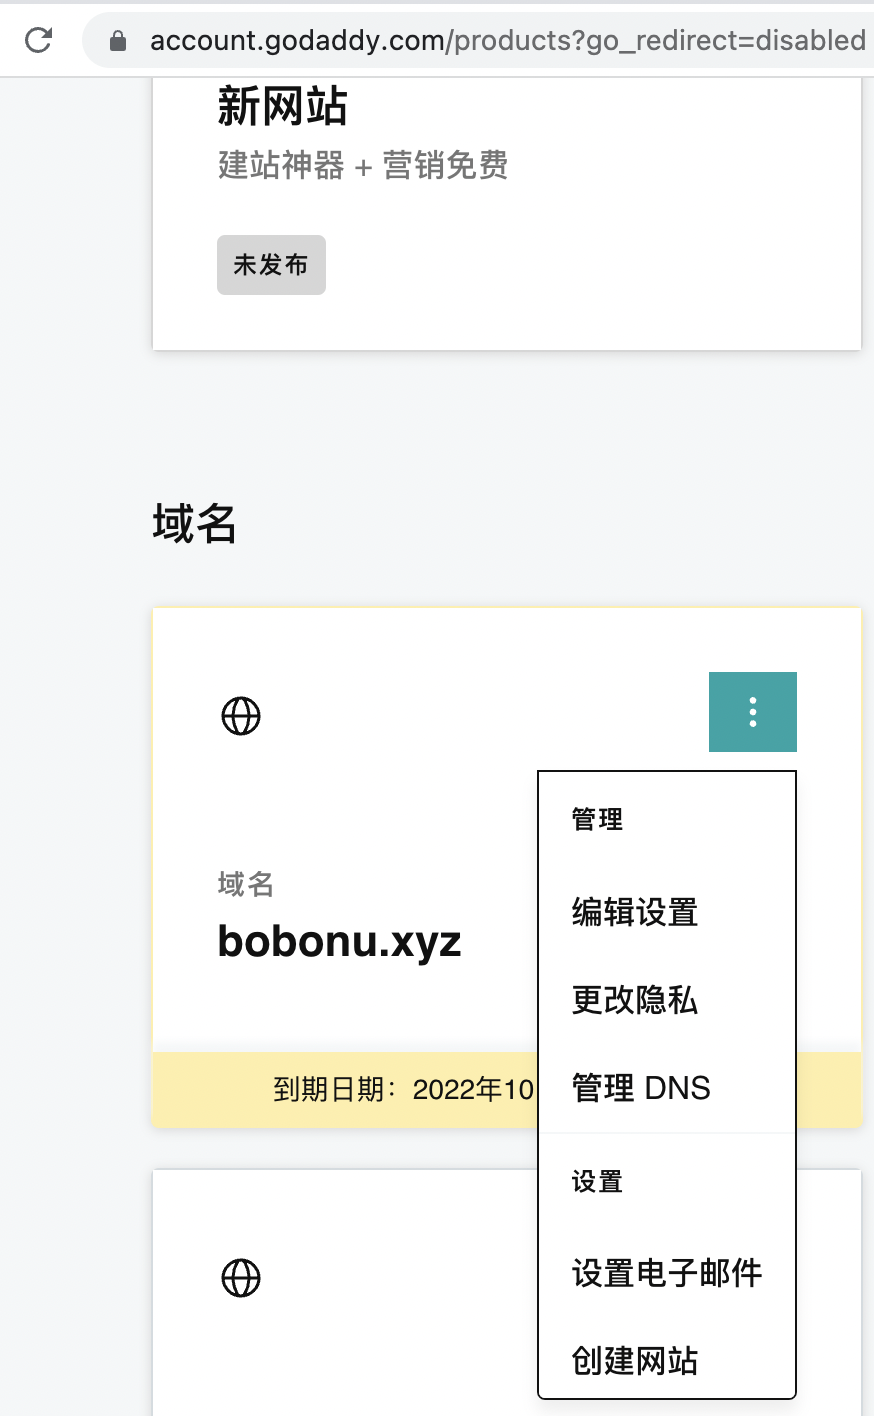 account.godaddy.com/products?go_redirect=disabled
新网站
建站神器 + 营销免费
未发布
域名
域名
bobonu.xyz
到期日期：2022年10
管理
编辑设置
更改隐私
管理 DNS
设置
设置电子邮件
创建网站